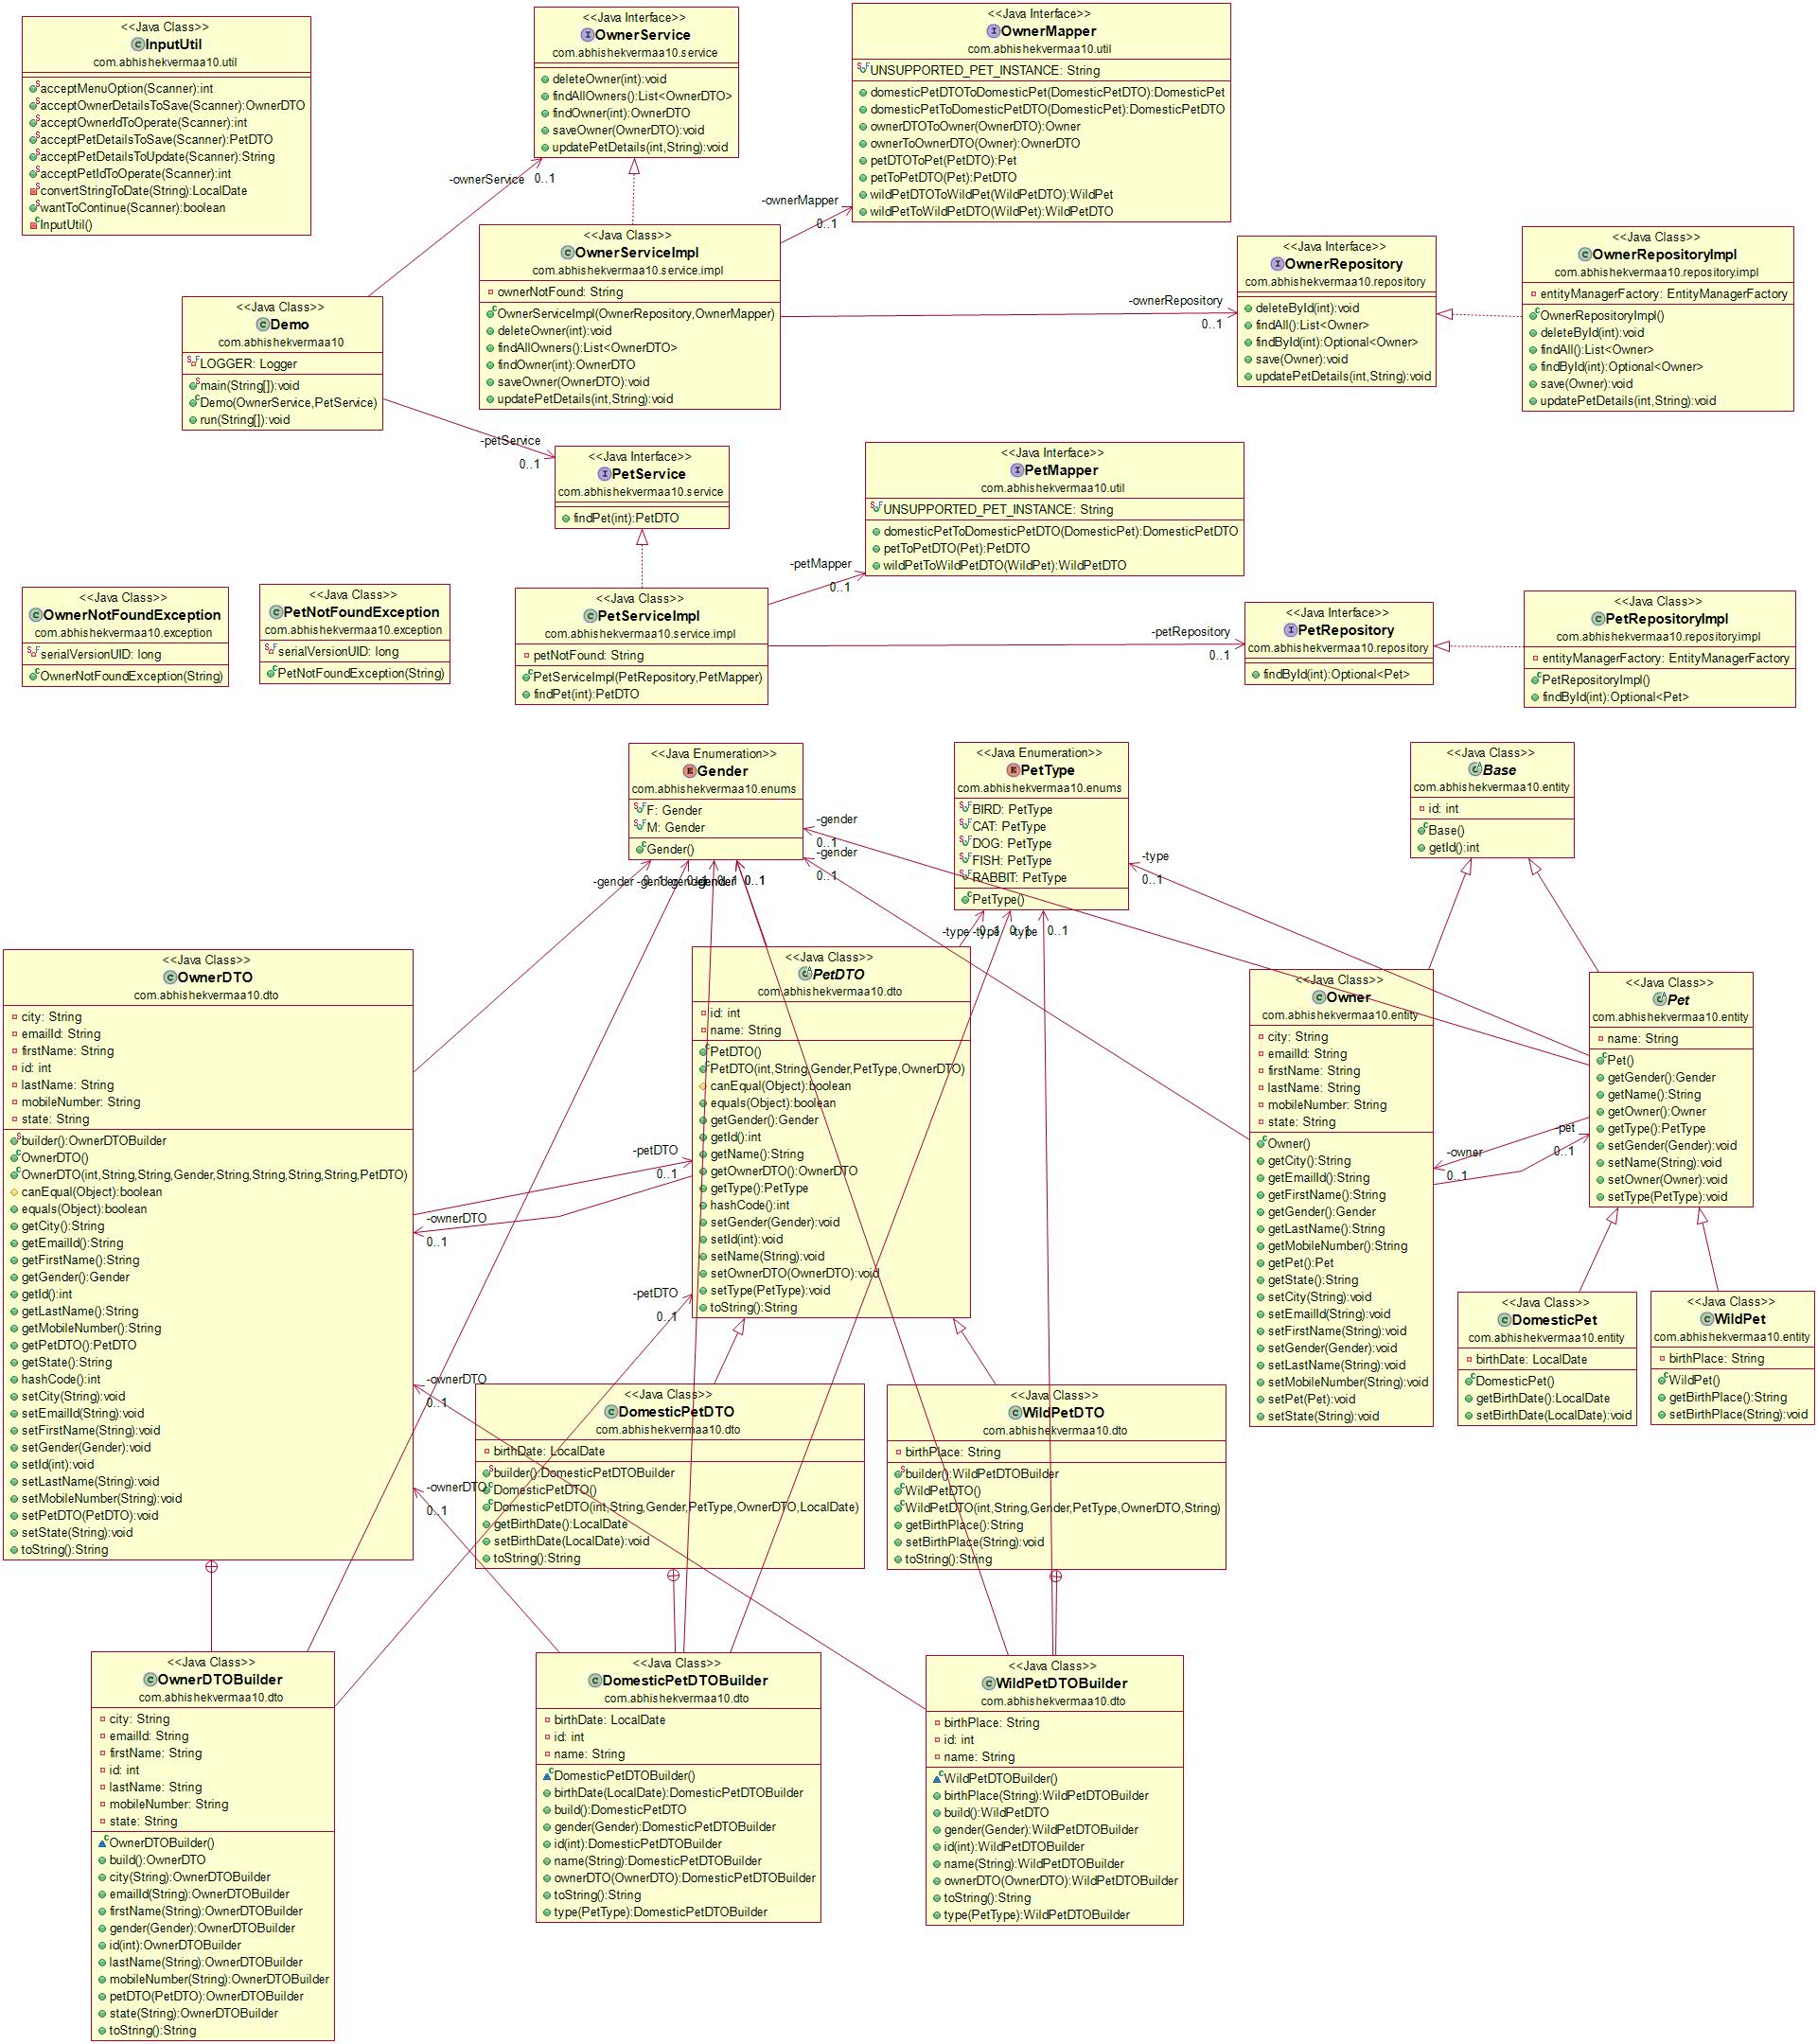 <<Java Class>>
InputUtil
com.abhishekvermaa10.util
acceptMenuOption(Scanner):int
acceptOwnerDetailsToSave(Scanner):OwnerDTO
acceptOwnerIdToOperate(Scanner):int
acceptPetDetailsToSave(Scanner):PetDTO
acceptPetDetailsToUpdate(Scanner):String
acceptPetIdToOperate(Scanner):int
convertStringToDate(String):LocalDate
wantToContinue(Scanner):boolean
InputUtil()
<<Java Interface>>
OwnerService
com.abhishekvermaa10.service
deleteOwner(int):void
findAllOwners():List<OwnerDTO>
findOwner(int):OwnerDTO
saveOwner(OwnerDTO):void
updatePetDetails(int,String):void
<<Java Interface>>
OwnerMapper
com.abhishekvermaa10.util
UNSUPPORTED_PET_INSTANCE: String
domesticPetDTOToDomesticPet(DomesticPetDTO):DomesticPet
domesticPetToDomesticPetDTO(DomesticPet):DomesticPetDTO
ownerDTOToOwner(OwnerDTO):Owner
ownerToOwnerDTO(Owner):OwnerDTO
petDTOToPet(PetDTO):Pet
petToPetDTO(Pet):PetDTO
wildPetDTOToWildPet(WildPetDTO):WildPet
wildPetToWildPetDTO(WildPet):WildPetDTO
-ownerService
0..1
-ownerMapper
0..1
<<Java Class>>
OwnerServiceImpl
com.abhishekvermaa10.service.impl
ownerNotFound: String
OwnerServiceImpl(OwnerRepository,OwnerMapper)
deleteOwner(int):void
findAllOwners():List<OwnerDTO>
findOwner(int):OwnerDTO
saveOwner(OwnerDTO):void
updatePetDetails(int,String):void
-ownerRepository
0..1
<<Java Interface>>
OwnerRepository
com.abhishekvermaa10.repository
deleteById(int):void
findAll():List<Owner>
findById(int):Optional<Owner>
save(Owner):void
updatePetDetails(int,String):void
<<Java Class>>
OwnerRepositoryImpl
com.abhishekvermaa10.repository.impl
entityManagerFactory: EntityManagerFactory
OwnerRepositoryImpl()
deleteById(int):void
findAll():List<Owner>
findById(int):Optional<Owner>
save(Owner):void
updatePetDetails(int,String):void
<<Java Class>>
Demo
com.abhishekvermaa10
LOGGER: Logger
main(String[]):void
Demo(OwnerService,PetService)
run(String[]):void
-petService
0..1
<<Java Interface>>
PetService
com.abhishekvermaa10.service
findPet(int):PetDTO
<<Java Interface>>
PetMapper
com.abhishekvermaa10.util
UNSUPPORTED_PET_INSTANCE: String
domesticPetToDomesticPetDTO(DomesticPet):DomesticPetDTO
petToPetDTO(Pet):PetDTO
wildPetToWildPetDTO(WildPet):WildPetDTO
-petMapper
0..1
<<Java Class>>
OwnerNotFoundException
com.abhishekvermaa10.exception
serialVersionUID: long
OwnerNotFoundException(String)
<<Java Class>>
PetNotFoundException
com.abhishekvermaa10.exception
serialVersionUID: long
PetNotFoundException(String)
<<Java Class>>
PetServiceImpl
com.abhishekvermaa10.service.impl
petNotFound: String
PetServiceImpl(PetRepository,PetMapper)
findPet(int):PetDTO
-petRepository
0..1
<<Java Interface>>
PetRepository
com.abhishekvermaa10.repository
findById(int):Optional<Pet>
<<Java Class>>
PetRepositoryImpl
com.abhishekvermaa10.repository.impl
entityManagerFactory: EntityManagerFactory
PetRepositoryImpl()
findById(int):Optional<Pet>
<<Java Enumeration>>
Gender
com.abhishekvermaa10.enums
F: Gender
M: Gender
Gender()
-gender
0..1
-gender
0..1
<<Java Enumeration>>
PetType
com.abhishekvermaa10.enums
BIRD: PetType
CAT: PetType
DOG: PetType
FISH: PetType
RABBIT: PetType
PetType()
-type
0..1
<<Java Class>>
Base
com.abhishekvermaa10.entity
id: int
Base()
getId():int
-gender
-gender
-gender
-gender
0..1
0..1
0..1
0..1
-type
-type
-type
0..1
0..1
0..1
<<Java Class>>
OwnerDTO
com.abhishekvermaa10.dto
city: String
emailId: String
firstName: String
id: int
lastName: String
mobileNumber: String
state: String
builder():OwnerDTOBuilder
OwnerDTO()
OwnerDTO(int,String,String,Gender,String,String,String,String,PetDTO)
canEqual(Object):boolean
equals(Object):boolean
getCity():String
getEmailId():String
getFirstName():String
getGender():Gender
getId():int
getLastName():String
getMobileNumber():String
getPetDTO():PetDTO
getState():String
hashCode():int
setCity(String):void
setEmailId(String):void
setFirstName(String):void
setGender(Gender):void
setId(int):void
setLastName(String):void
setMobileNumber(String):void
setPetDTO(PetDTO):void
setState(String):void
toString():String
-petDTO
0..1
-ownerDTO
0..1
-petDTO
0..1
-ownerDTO
0..1
-ownerDTO
0..1
<<Java Class>>
PetDTO
com.abhishekvermaa10.dto
id: int
name: String
PetDTO()
PetDTO(int,String,Gender,PetType,OwnerDTO)
canEqual(Object):boolean
equals(Object):boolean
getGender():Gender
getId():int
getName():String
getOwnerDTO():OwnerDTO
getType():PetType
hashCode():int
setGender(Gender):void
setId(int):void
setName(String):void
setOwnerDTO(OwnerDTO):void
setType(PetType):void
toString():String
<<Java Class>>
Owner
com.abhishekvermaa10.entity
city: String
emailId: String
firstName: String
lastName: String
mobileNumber: String
state: String
Owner()
getCity():String
getEmailId():String
getFirstName():String
getGender():Gender
getLastName():String
getMobileNumber():String
getPet():Pet
getState():String
setCity(String):void
setEmailId(String):void
setFirstName(String):void
setGender(Gender):void
setLastName(String):void
setMobileNumber(String):void
setPet(Pet):void
setState(String):void
-owner
0..1
-pet
0..1
<<Java Class>>
Pet
com.abhishekvermaa10.entity
name: String
Pet()
getGender():Gender
getName():String
getOwner():Owner
getType():PetType
setGender(Gender):void
setName(String):void
setOwner(Owner):void
setType(PetType):void
<<Java Class>>
DomesticPet
com.abhishekvermaa10.entity
birthDate: LocalDate
DomesticPet()
getBirthDate():LocalDate
setBirthDate(LocalDate):void
<<Java Class>>
WildPet
com.abhishekvermaa10.entity
birthPlace: String
WildPet()
getBirthPlace():String
setBirthPlace(String):void
<<Java Class>>
DomesticPetDTO
com.abhishekvermaa10.dto
birthDate: LocalDate
builder():DomesticPetDTOBuilder
DomesticPetDTO()
DomesticPetDTO(int,String,Gender,PetType,OwnerDTO,LocalDate)
getBirthDate():LocalDate
setBirthDate(LocalDate):void
toString():String
<<Java Class>>
WildPetDTO
com.abhishekvermaa10.dto
birthPlace: String
builder():WildPetDTOBuilder
WildPetDTO()
WildPetDTO(int,String,Gender,PetType,OwnerDTO,String)
getBirthPlace():String
setBirthPlace(String):void
toString():String
<<Java Class>>
OwnerDTOBuilder
com.abhishekvermaa10.dto
city: String
emailId: String
firstName: String
id: int
lastName: String
mobileNumber: String
state: String
OwnerDTOBuilder()
build():OwnerDTO
city(String):OwnerDTOBuilder
emailId(String):OwnerDTOBuilder
firstName(String):OwnerDTOBuilder
gender(Gender):OwnerDTOBuilder
id(int):OwnerDTOBuilder
lastName(String):OwnerDTOBuilder
mobileNumber(String):OwnerDTOBuilder
petDTO(PetDTO):OwnerDTOBuilder
state(String):OwnerDTOBuilder
toString():String
<<Java Class>>
DomesticPetDTOBuilder
com.abhishekvermaa10.dto
birthDate: LocalDate
id: int
name: String
DomesticPetDTOBuilder()
birthDate(LocalDate):DomesticPetDTOBuilder
build():DomesticPetDTO
gender(Gender):DomesticPetDTOBuilder
id(int):DomesticPetDTOBuilder
name(String):DomesticPetDTOBuilder
ownerDTO(OwnerDTO):DomesticPetDTOBuilder
toString():String
type(PetType):DomesticPetDTOBuilder
<<Java Class>>
WildPetDTOBuilder
com.abhishekvermaa10.dto
birthPlace: String
id: int
name: String
WildPetDTOBuilder()
birthPlace(String):WildPetDTOBuilder
build():WildPetDTO
gender(Gender):WildPetDTOBuilder
id(int):WildPetDTOBuilder
name(String):WildPetDTOBuilder
ownerDTO(OwnerDTO):WildPetDTOBuilder
toString():String
type(PetType):WildPetDTOBuilder